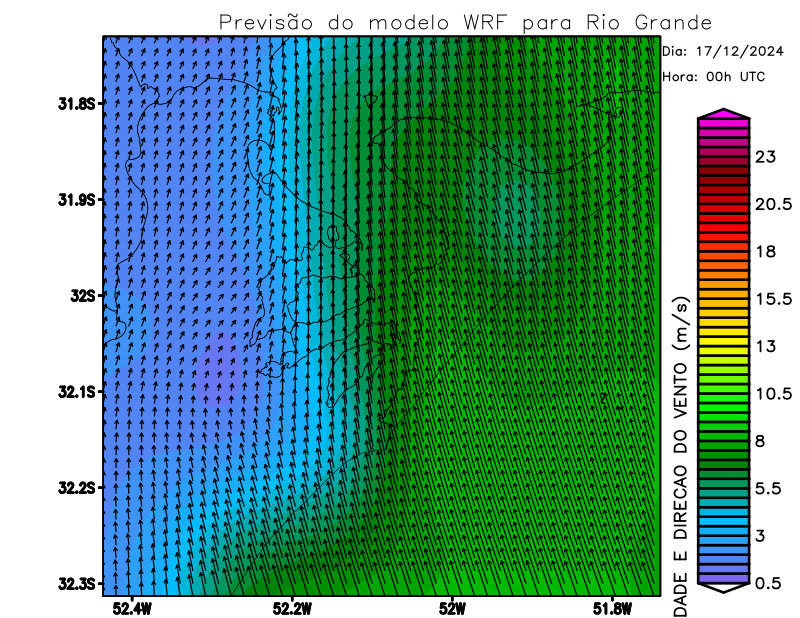 Previsão do modelo WRF para Rio Grande
Dia: 17/12/2024
Hora: 00h UTC
31.8S
31.9S
32S
32.1S
32.2S
32.3S
52.4W
52.2W
52W
51.8W
23
20.5
18
15.5
13
10.5
8
5.5
3
0.5
DADE E DIRECAO DO VENTO (m/s)